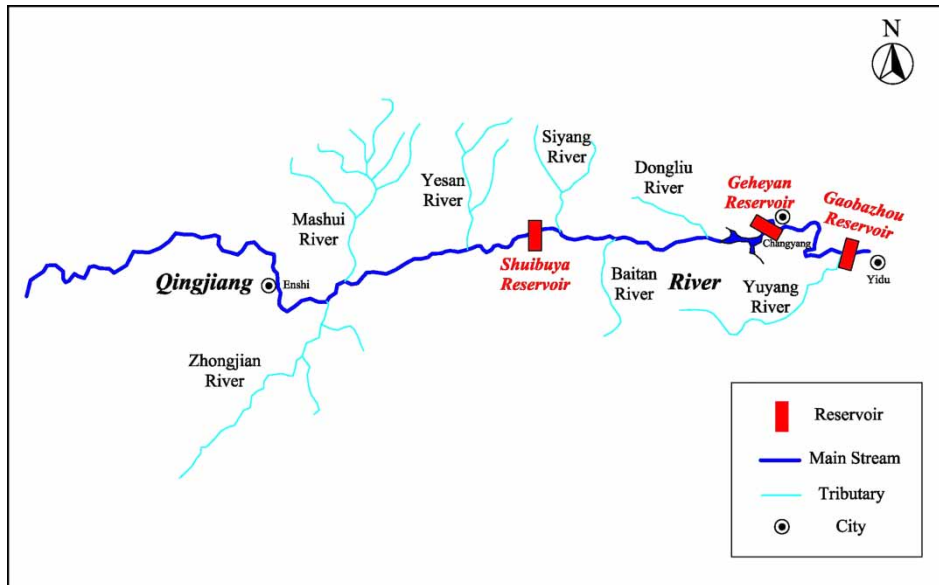 N
Siyang
River
Dongliu
River
Yesan
River
Geheyan
Reservoir
Gaobazhou
Reservoir
Mashui
River
Changyang
Qingjiang
Enshi
Shuibuya
Reservoir
Baitan
River
River
Yuyang
River
Yidu
Zhongjian
River
Reservoir
Main Stream
Tributary
City